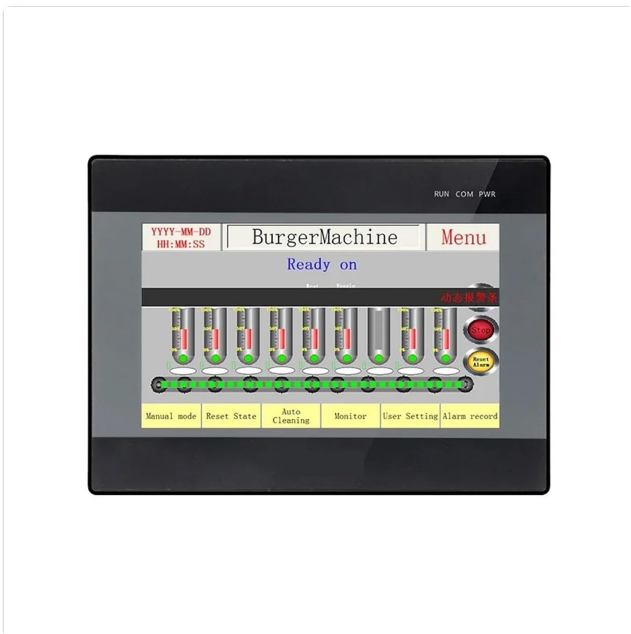 RUN COM PWR
YYYY-MM-DD
HH:MM:SS
BurgerMachine
Menu
Ready on
动态报警条
Stop
Reset
Alarm
Manual mode
Reset State
Auto
Cleaning
Monitor
User Setting
Alarm record